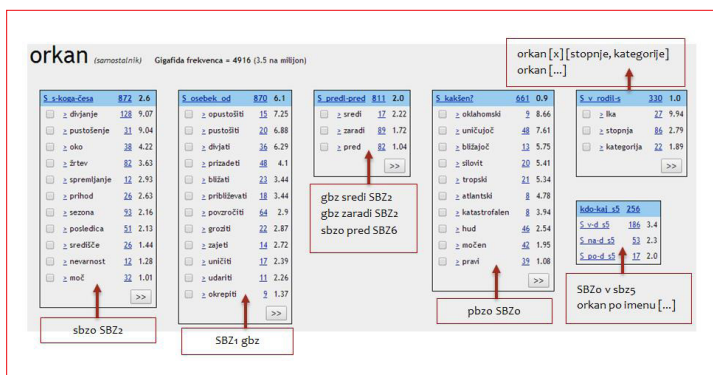 orkan (samostalnik) Gigafida frekvenca = 4916 (3.5 na milijon)
orkan [x] [stopnje, kategorije]
orkan [...]
S_s-koga-česa 872 2.6
> divjanje 128 9.07
> pustošenje 31 9.04
> oko 38 4.22
> žrtev 82 3.63
> spremljanje 12 2.93
> prihod 26 2.63
> sezona 93 2.16
> posledica 51 2.13
> središče 26 1.44
> nevarnost 12 1.28
> moč 32 1.01
>>
sbz0 SBZ2
S_osebek_od 870 6.1
> opustošiti 15 7.25
> pustošiti 20 6.88
> divjati 36 6.29
> prizadeti 48 4.1
> bližati 23 3.44
> približevati 18 3.44
> povzročiti 64 2.9
> groziti 22 2.87
> zajeti 14 2.72
> uničiti 17 2.39
> udariti 11 2.26
> okrepiti 9 1.37
>>
SBZ1 gbz
S_predl-pred 811 2.0
> sredi 17 2.22
> zaradi 89 1.72
> pred 82 1.04
>>
gbz sredi SBZ2
gbz zaradi SBZ2
sbz0 pred SBZ6
S_kakšen? 661 0.9
> oklahomski 9 8.66
> uničujoč 48 7.61
> bližajoč 13 5.75
> silovit 20 5.41
> tropski 21 5.34
> atlantski 8 4.78
> katastrofalen 8 3.94
> hud 46 2.54
> močen 42 1.95
> pravi 39 1.08
>>
pbz0 SBZ0
S_v_rodil-s 330 1.0
> Ika 27 9.94
> stopnja 86 2.79
> kategorija 22 1.89
>>
kdo-kaj_s5 256
S_v-d_s5 186 3.4
S_na-d_s5 53 2.3
S_po-d_s5 17 2.0
SBZ0 v sbz5
orkan po imenu [...]